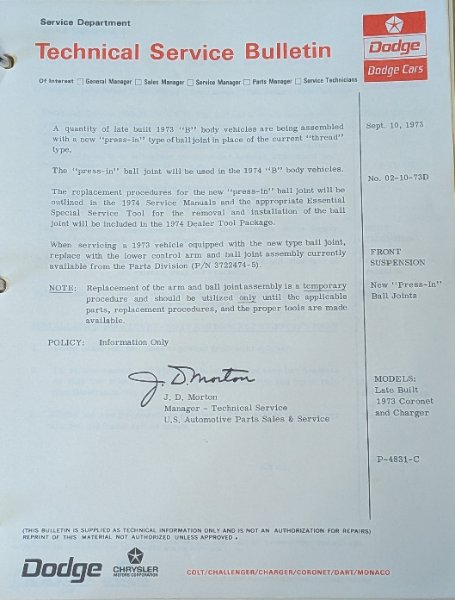 Service Department
Technical Service Bulletin
Dodge
Dodge Cars
Of Interest □ General Manager □ Sales Manager □ Service Manager □ Parts Manager □ Service Technicians
A quantity of late built 1973 "B" body vehicles are being assembled
with a new "press-in" type of ball joint in place of the current "thread"
type.
The "press-in" ball joint will be used in the 1974 "B" body vehicles.
The replacement procedures for the new "press-in" ball joint will be
outlined in the 1974 Service Manuals and the appropriate Essential
Special Service Tool for the removal and installation of the ball
joint will be included in the 1974 Dealer Tool Package.
When servicing a 1973 vehicle equipped with the new type ball joint,
replace with the lower control arm and ball joint assembly currently
available from the Parts Division (P/N 3722474-5).
NOTE: Replacement of the arm and ball joint assembly is a temporary
procedure and should be utilized only until the applicable
parts, replacement procedures, and the proper tools are made
available.
POLICY: Information Only
J. D. Morton
J. D. Morton
Manager - Technical Service
U.S. Automotive Parts Sales & Service
Sept. 10, 1973
No. 02-10-73D
FRONT
SUSPENSION
New "Press-In"
Ball Joints
MODELS:
Late Built
1973 Coronet
and Charger
P-4831-C
(THIS BULLETIN IS SUPPLIED AS TECHNICAL INFORMATION ONLY AND IS NOT AN AUTHORIZATION FOR REPAIRS)
REPRINT OF THIS MATERIAL NOT AUTHORIZED UNLESS APPROVED.
Dodge
CHRYSLER
MOTORS CORPORATION
COLT/CHALLENGER/CHARGER/CORONET/DART/MONACO